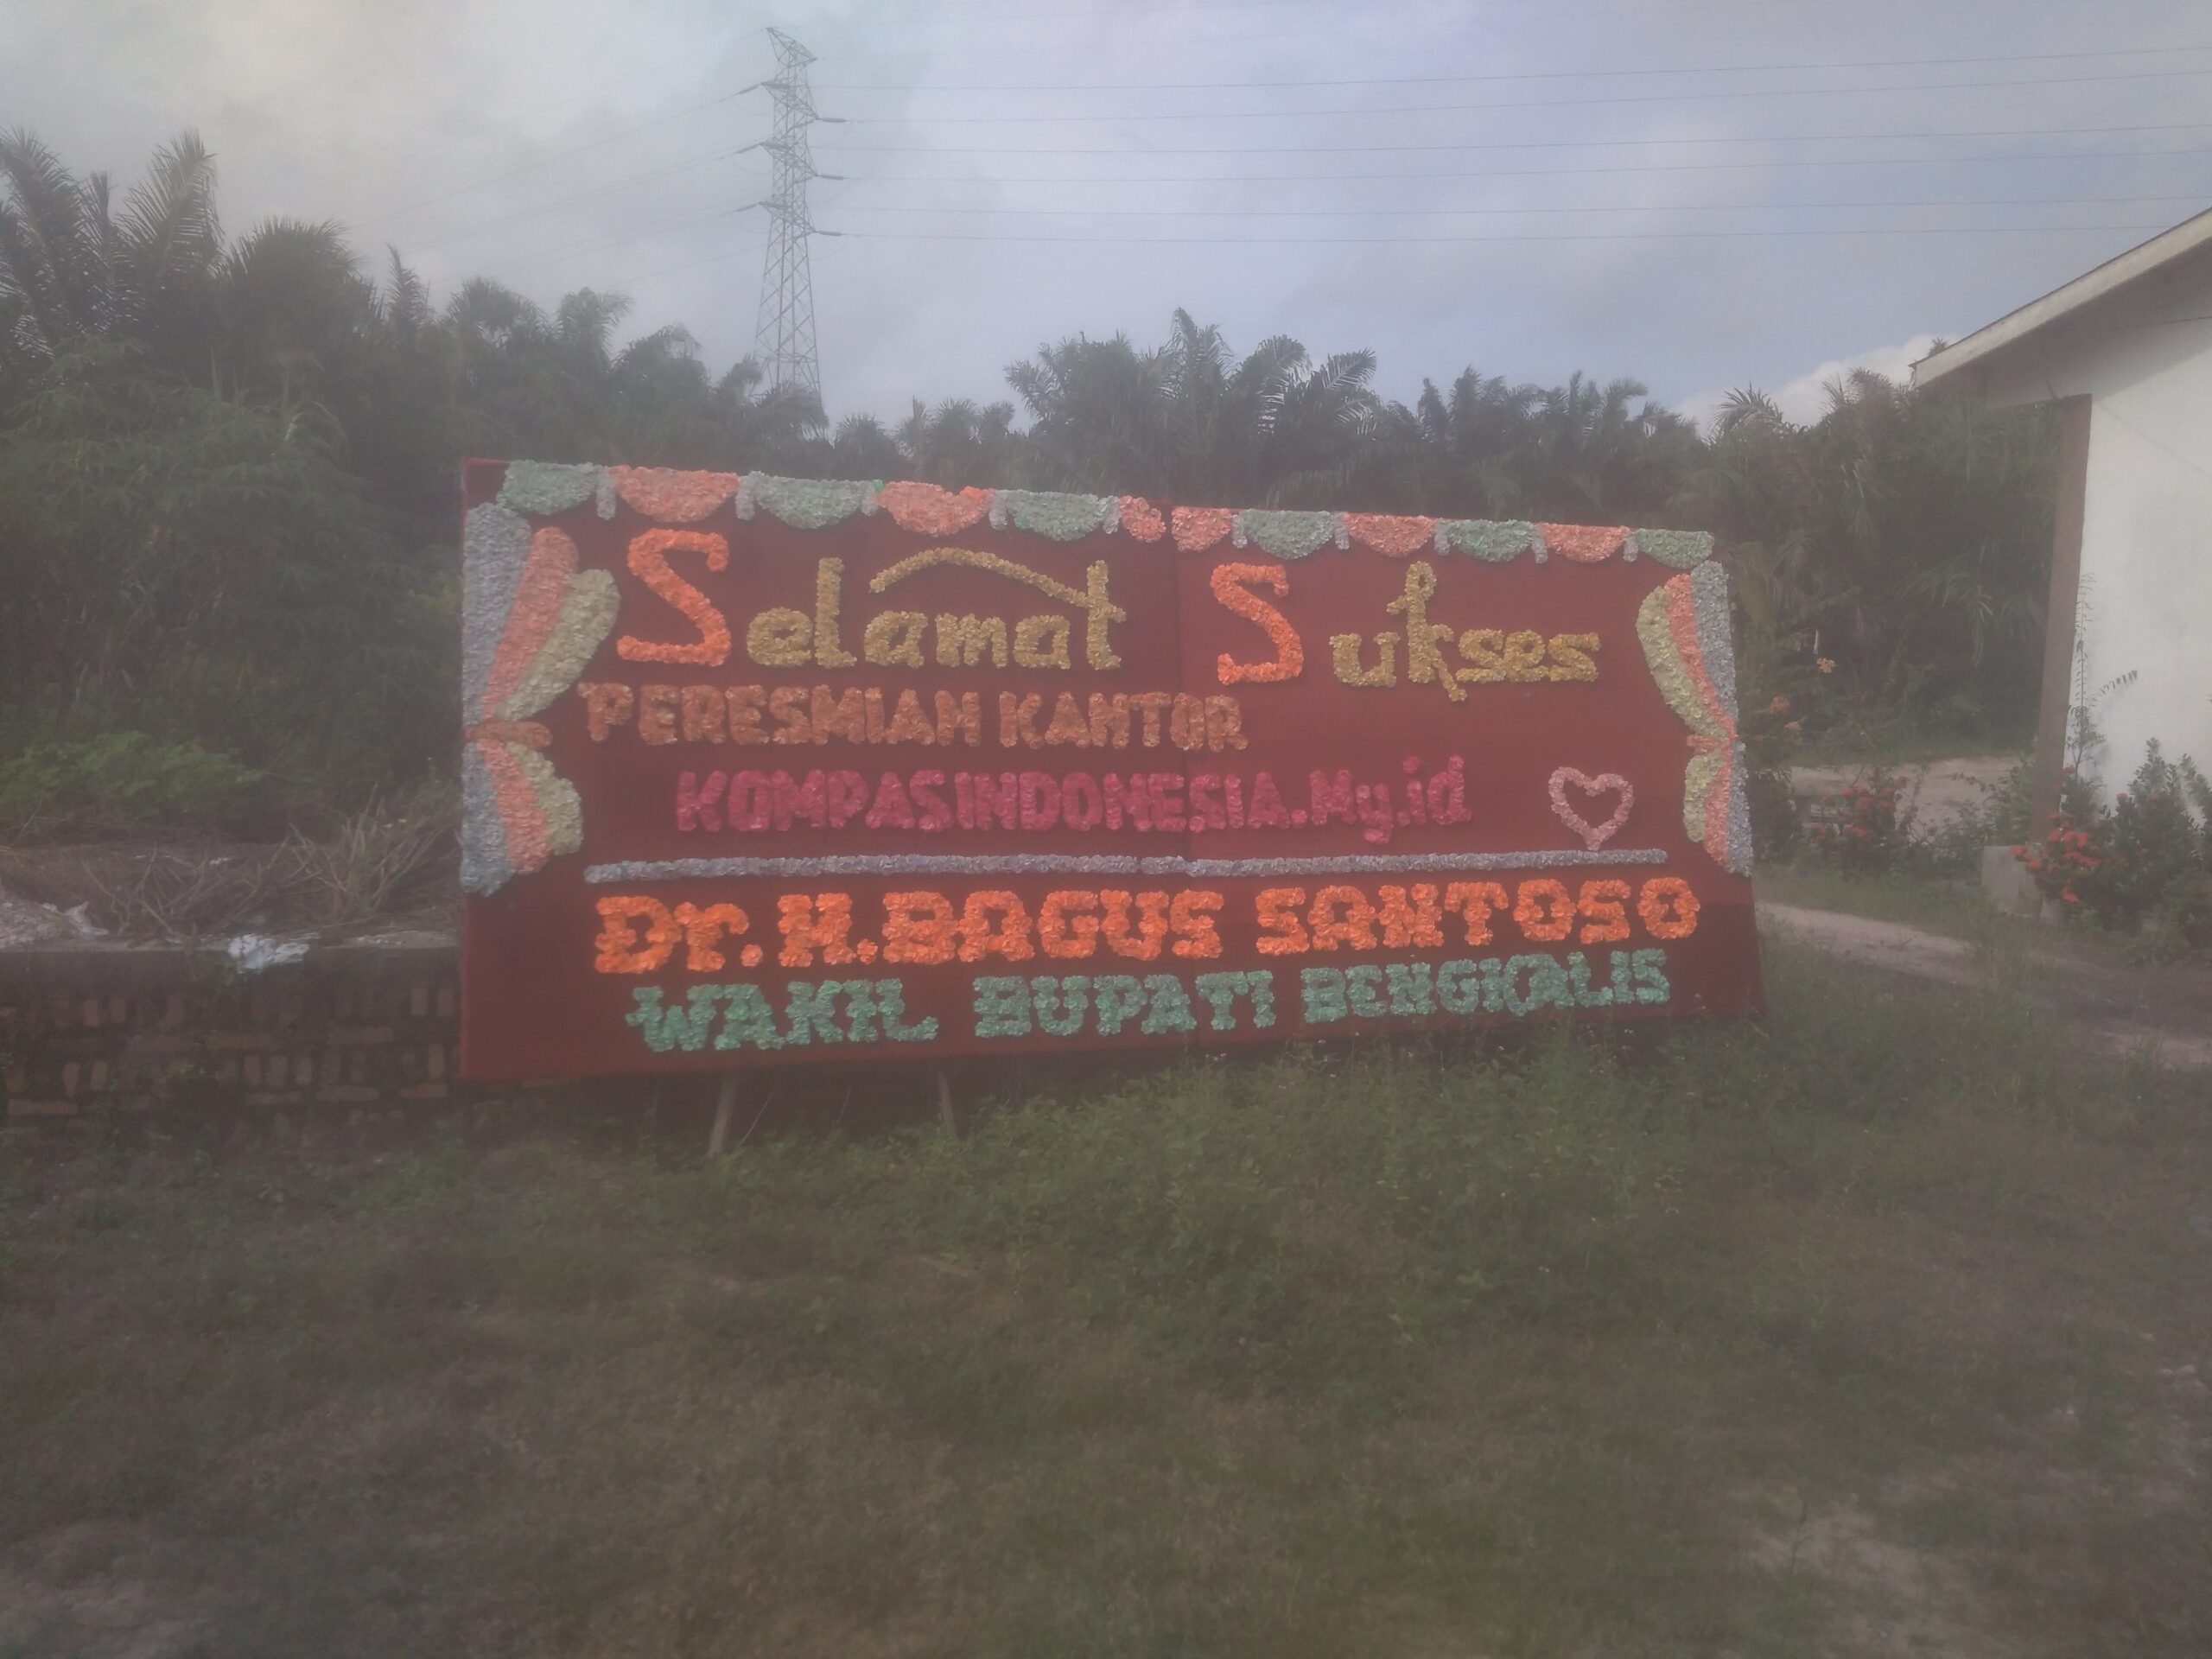 Selamat Sukses
PERESMIAN KANTOR
KOMPASINDONESIA.My.id
Dr.H.BAGUS SANTOSO
WAKIL BUPATI BENGKALIS